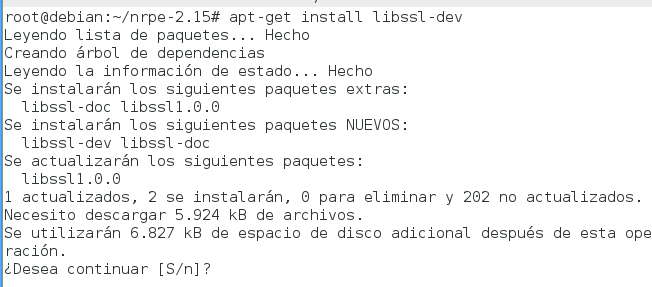 root@debian:~/nrpe-2.15# apt-get install libssl-dev
Leyendo lista de paquetes... Hecho
Creando árbol de dependencias
Leyendo la información de estado... Hecho
Se instalarán los siguientes paquetes extras:
  libssl-doc libssl1.0.0
Se instalarán los siguientes paquetes NUEVOS:
  libssl-dev libssl-doc
Se actualizarán los siguientes paquetes:
  libssl1.0.0
1 actualizados, 2 se instalarán, 0 para eliminar y 202 no actualizados.
Necesito descargar 5.924 kB de archivos.
Se utilizarán 6.827 kB de espacio de disco adicional después de esta ope
ración.
¿Desea continuar [S/n]?